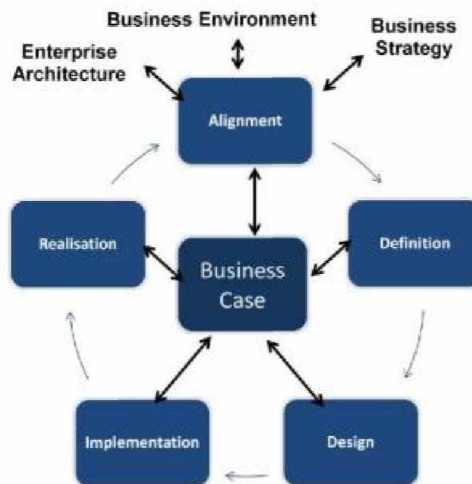 Business Environment
Business
Strategy
Enterprise
Architecture
Alignment
Realisation
Definition
Business
Case
Implementation
Design